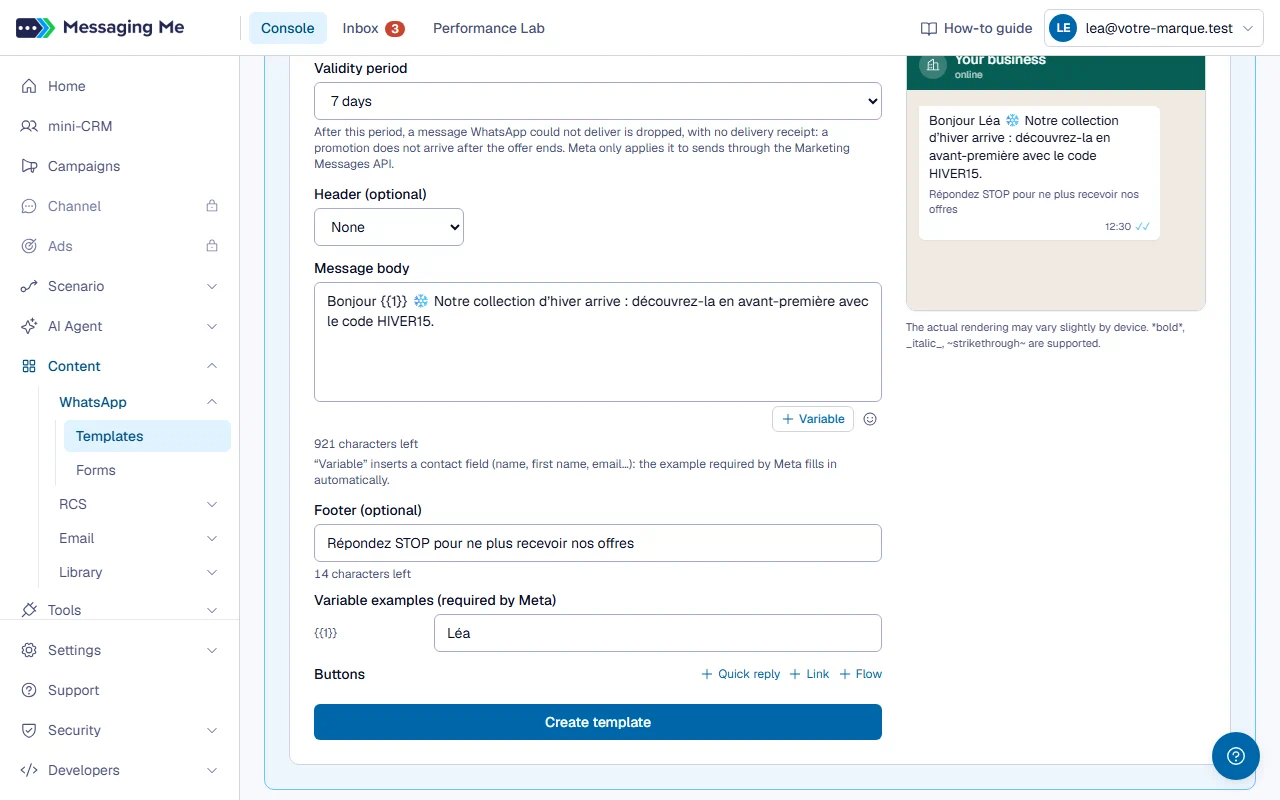 Messaging Me
Console
Inbox 3
Performance Lab
How-to guide
LE
lea@votre-marque.test
Home
mini-CRM
Campaigns
Channel
Ads
Scenario
AI Agent
Content
WhatsApp
Templates
Forms
RCS
Email
Library
Tools
Settings
Support
Security
Developers
Validity period
7 days
After this period, a message WhatsApp could not deliver is dropped, with no delivery receipt: a
promotion does not arrive after the offer ends. Meta only applies it to sends through the Marketing
Messages API.
Header (optional)
None
Message body
Bonjour {{1}} ❄️ Notre collection d’hiver arrive : découvrez-la en avant-première avec
le code HIVER15.
+ Variable
921 characters left
“Variable” inserts a contact field (name, first name, email…): the example required by Meta fills in
automatically.
Footer (optional)
Répondez STOP pour ne plus recevoir nos offres
14 characters left
Variable examples (required by Meta)
{{1}}
Léa
Buttons
+ Quick reply
+ Link
+ Flow
Create template
Your business
online
Bonjour Léa ❄️ Notre collection
d’hiver arrive : découvrez-la en
avant-première avec le code
HIVER15.
Répondez STOP pour ne plus recevoir nos
offres
12:30
The actual rendering may vary slightly by device. *bold*,
_italic_, ~strikethrough~ are supported.